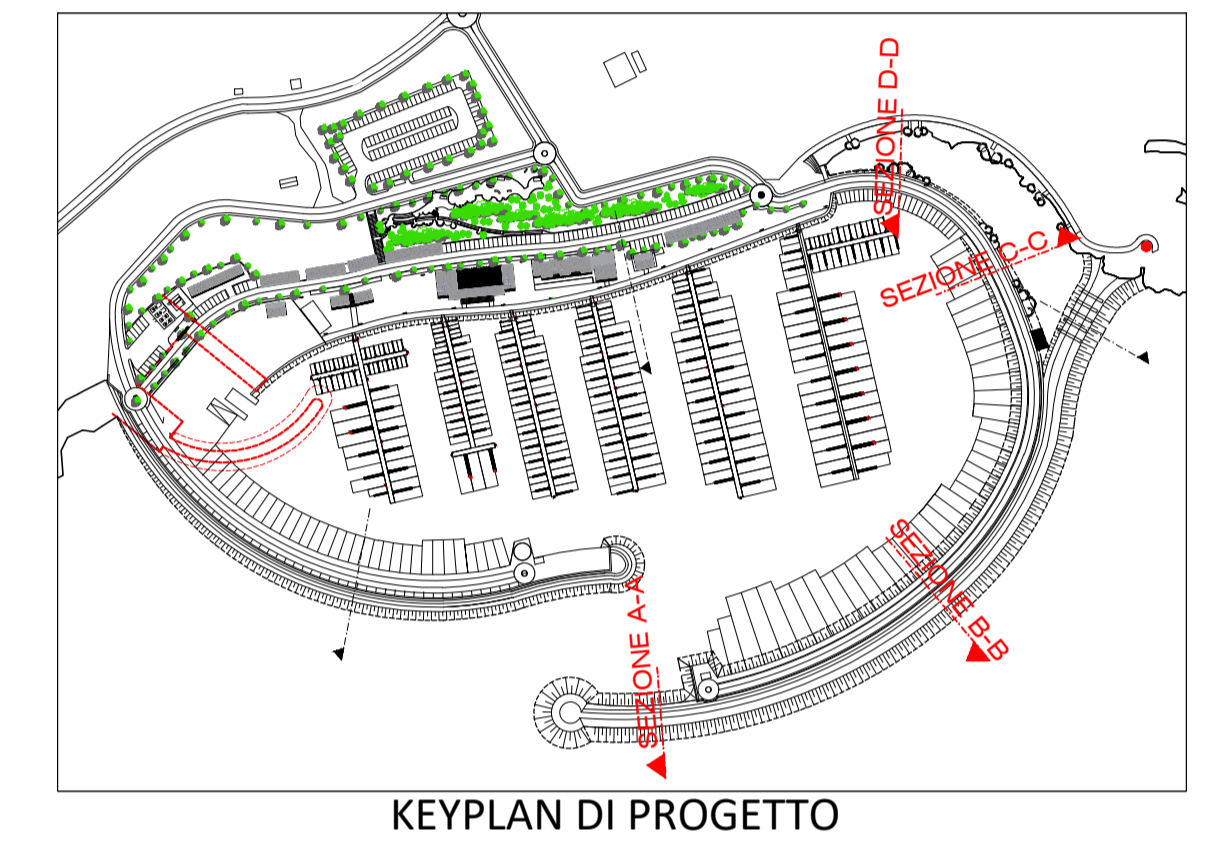 SEZIONE D-D
SEZIONE C-C
SEZIONE B-B
SEZIONE A-A
KEYPLAN DI PROGETTO